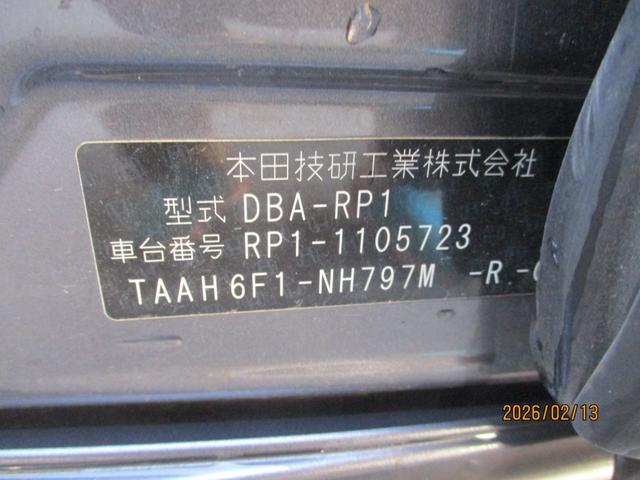 本田技研工業株式会社
型式 DBA-RP1
車台番号 RP1-1105723
TAAH6F1-NH797M -R -
2026/02/13